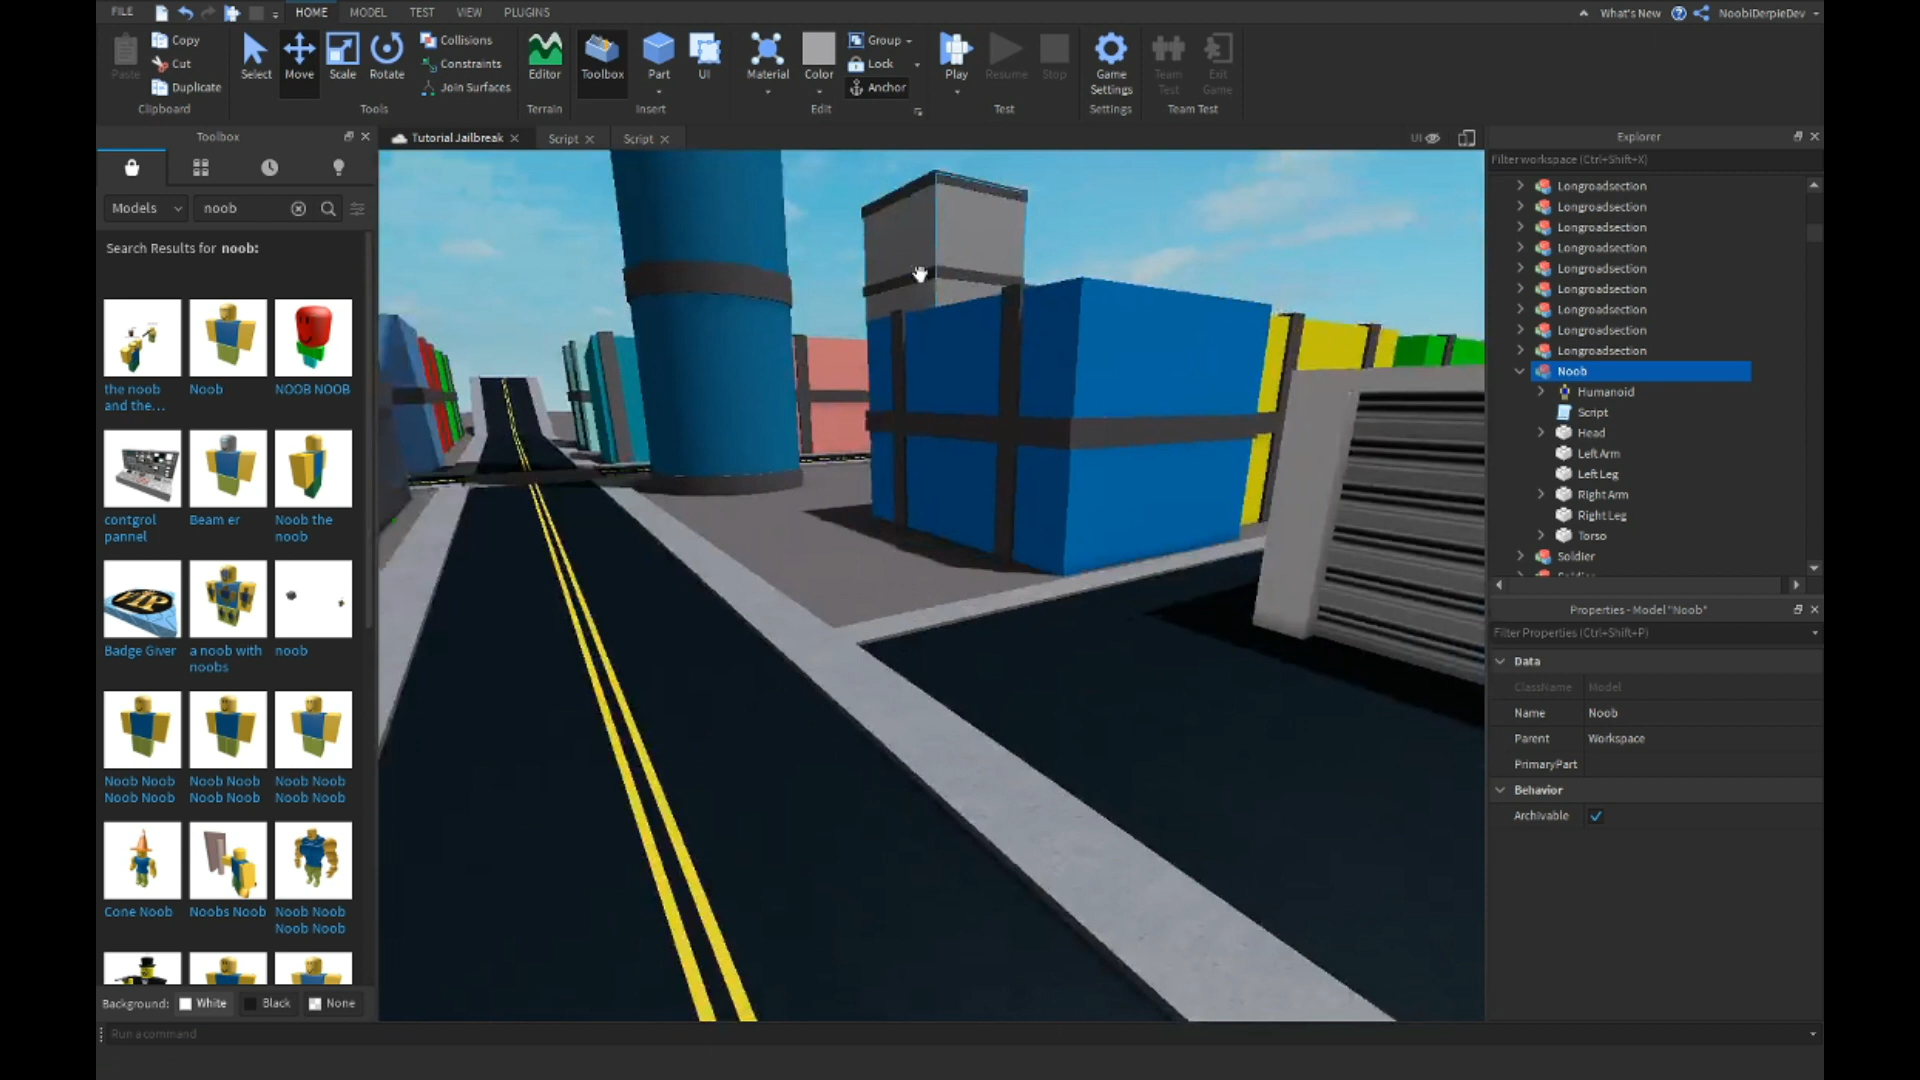 FILE HOME MODEL TEST VIEW PLUGINS What's New NoobiDerpieDev
Paste Copy Cut Duplicate Clipboard
Select Move Scale Rotate Collisions Constraints Join Surfaces Tools
Editor Terrain
Toolbox Part UI Insert
Material Color Group Lock Anchor Edit
Play Resume Stop Test
Game Settings Settings
Team Test Exit Game Team Test
Toolbox
Models noob
Search Results for noob:
the noob and the...
Noob
NOOB NOOB
contgrol pannel
Beam er
Noob the noob
VIP
Badge Giver
a noob with noobs
noob
Noob Noob Noob Noob
Noob Noob Noob Noob
Noob Noob Noob Noob
Cone Noob
Noobs Noob
Noob Noob Noob Noob
Background: White Black None
Run a command
Tutorial Jailbreak Script Script UI
Explorer
Filter workspace (Ctrl+Shift+X)
Longroadsection
Longroadsection
Longroadsection
Longroadsection
Longroadsection
Longroadsection
Longroadsection
Longroadsection
Longroadsection
Noob
Humanoid
Script
Head
Left Arm
Left Leg
Right Arm
Right Leg
Torso
Soldier
Properties - Model "Noob"
Filter Properties (Ctrl+Shift+P)
Data
ClassName Model
Name Noob
Parent Workspace
PrimaryPart
Behavior
Archivable